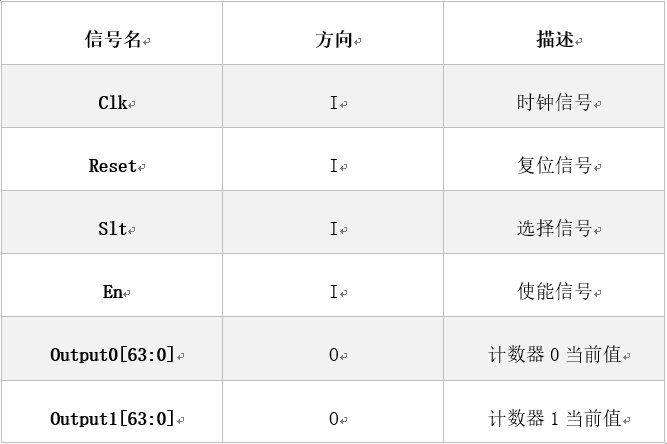 信号名 方向 描述
Clk I 时钟信号
Reset I 复位信号
Slt I 选择信号
En I 使能信号
Output0[63:0] O 计数器 0 当前值
Output1[63:0] O 计数器 1 当前值